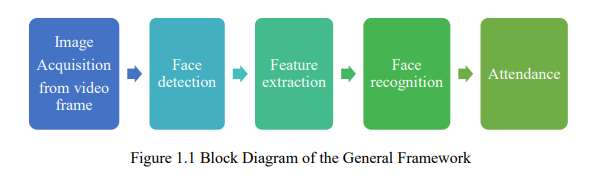 Image
Acquisition
from video
frame
Face
detection
Feature
extraction
Face
recognition
Attendance
Figure 1.1 Block Diagram of the General Framework